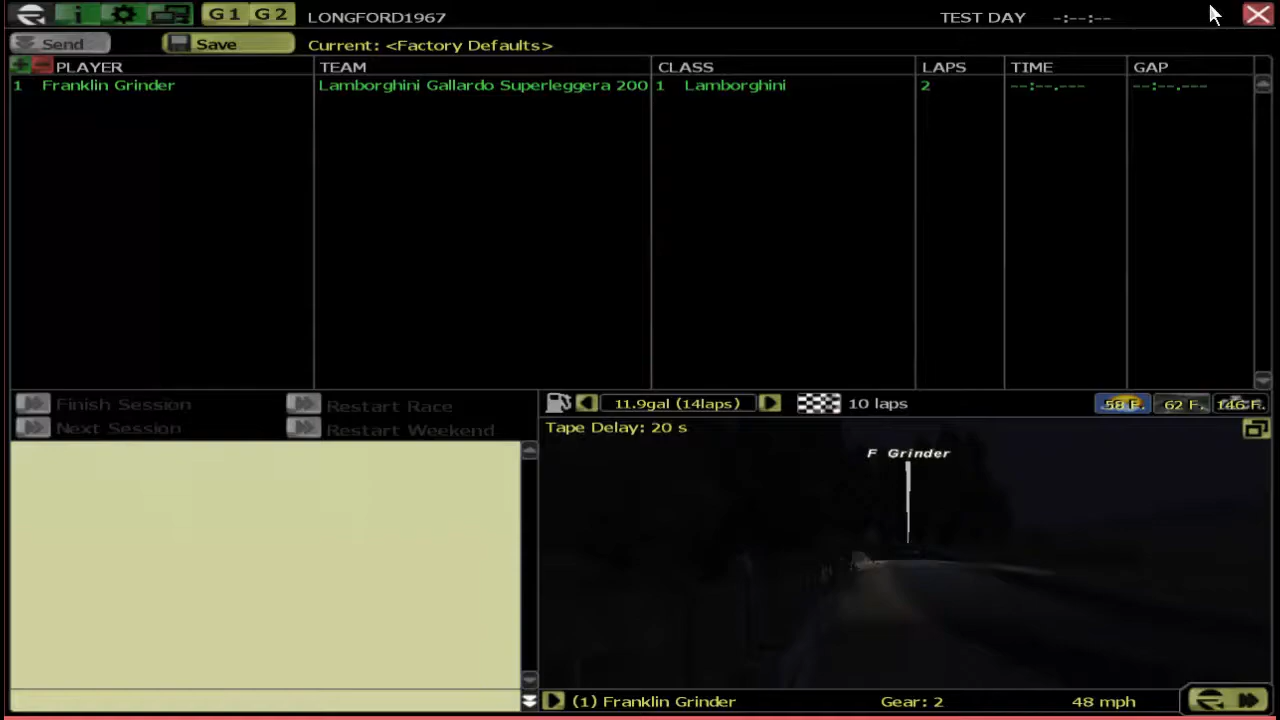 i G1 G2 LONGFORD1967 TEST DAY -:--:--
Send Save Current: <Factory Defaults>
PLAYER TEAM CLASS LAPS TIME GAP
1 Franklin Grinder Lamborghini Gallardo Superleggera 200 1 Lamborghini 2 --:--.--- --:--.---
Finish Session Restart Race
Next Session Restart Weekend
11.9gal (14laps) 10 laps 58 F. 62 F. 146 F.
Tape Delay: 20 s
F Grinder
(1) Franklin Grinder Gear: 2 48 mph